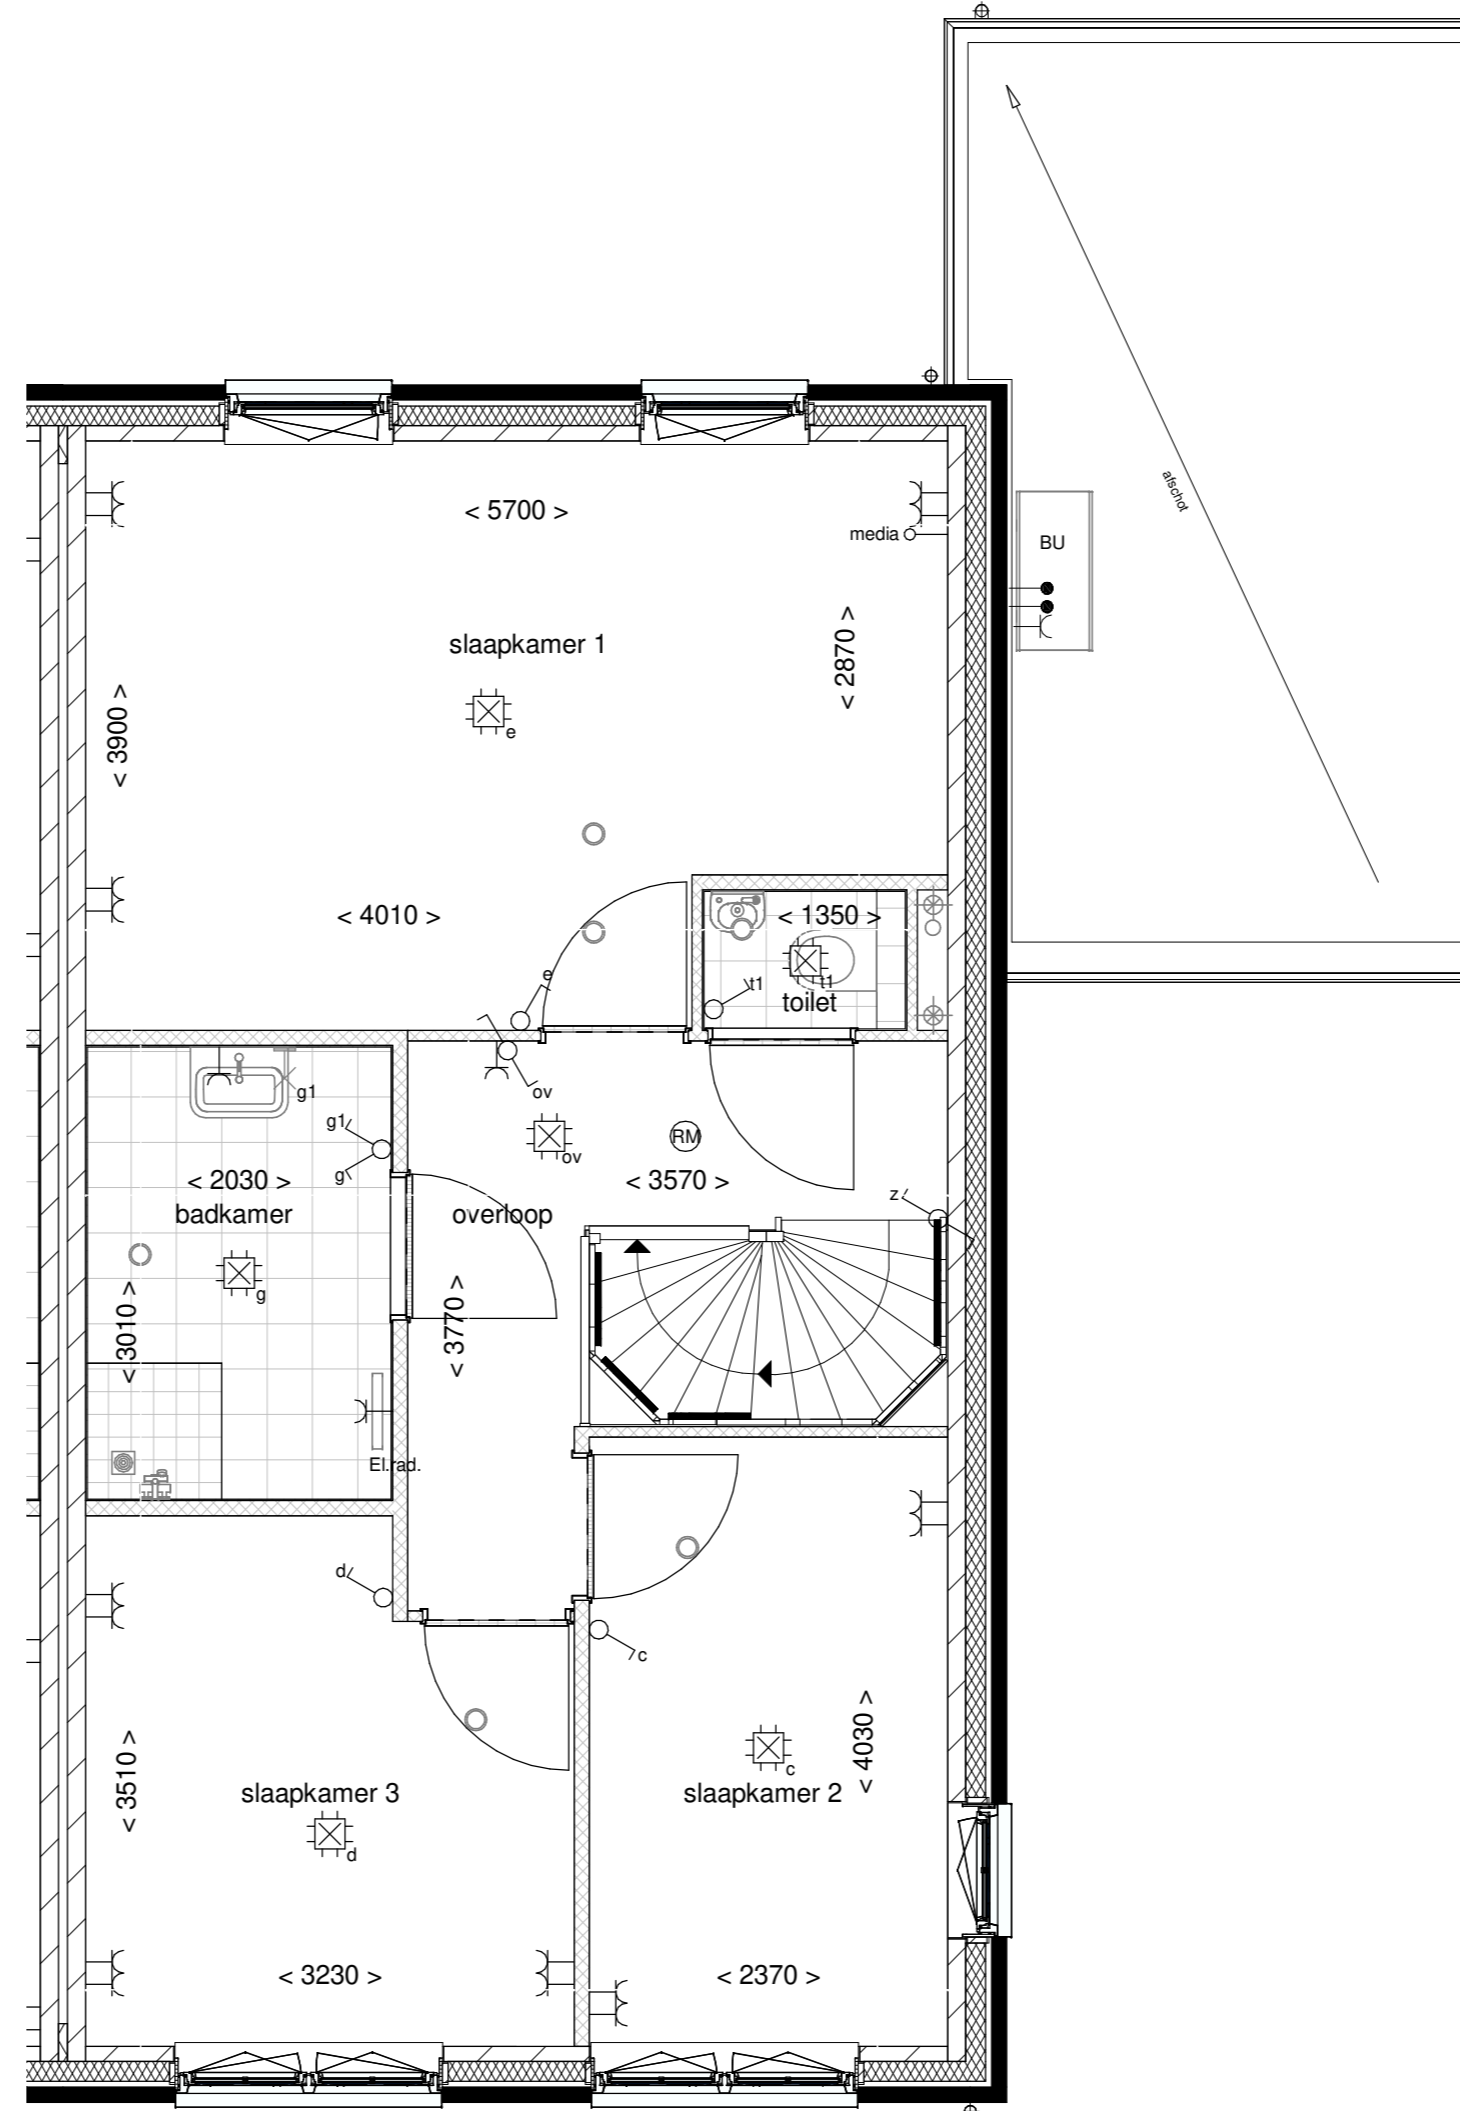 < 5700 >
media
BU
afschot
slaapkamer 1
< 2870 >
e
< 3900 >
< 4010 >
< 1350 >
e
t1
t1
toilet
ov
g1
g1
g
ov
RM
< 2030 >
< 3570 >
z
badkamer
overloop
g
< 3010 >
< 3770 >
El.rad.
d
c
< 4030 >
c
< 3510 >
slaapkamer 3
slaapkamer 2
d
< 3230 >
< 2370 >